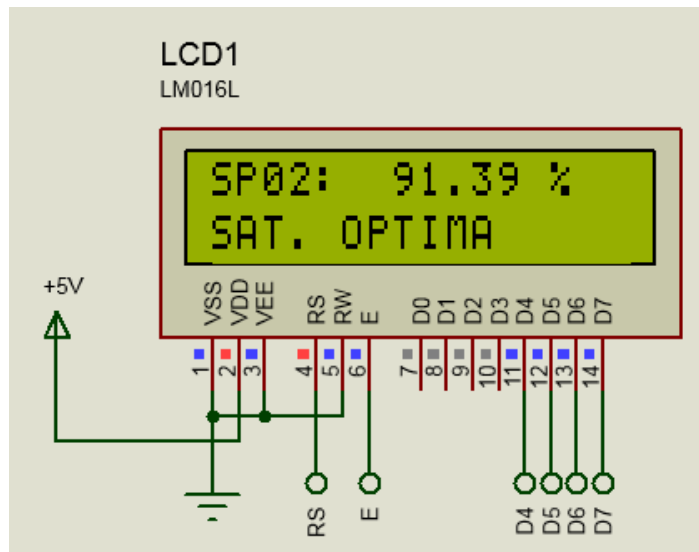 LCD1
LM016L
SP02: 91.39 %
SAT. OPTIMA
+5V
VSS VDD VEE RS RW E D0 D1 D2 D3 D4 D5 D6 D7
1 2 3 4 5 6 7 8 9 10 11 12 13 14
RS E D4 D5 D6 D7